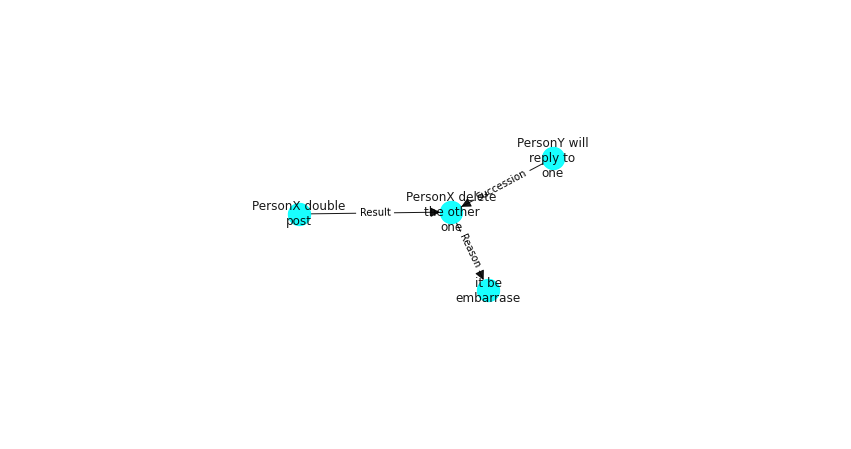 PersonY will
reply to
one
Succession
PersonX delete
the other
one
PersonX double
post
Result
Reason
it be
embarrase